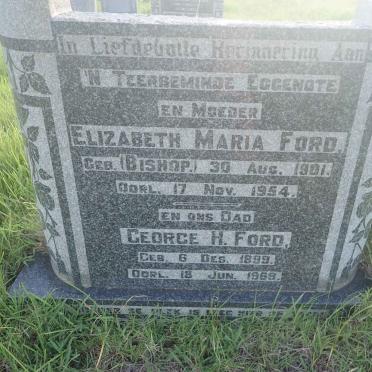 In Liefdevolle Herinnering Aan
'N Teerbeminde Eggenote
en Moeder
Elizabeth Maria Ford.
Geb. (Bishop.) 30 Aug. 1901.
Oorl. 17 Nov. 1954.
en ons Dad
George H. Ford,
Geb. 6 Des. 1899.
Oorl. 18 Jun. 1969.